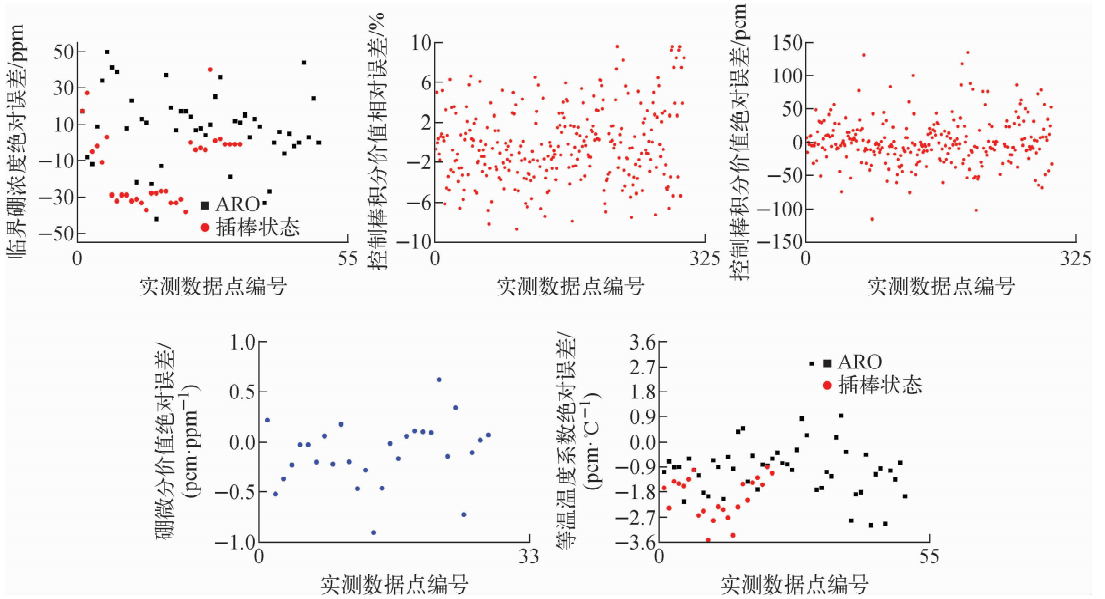 临界硼浓度绝对误差/ppm
50
30
10
−10
−30
−50
0
55
ARO
插棒状态
实测数据点编号
控制棒积分价值相对误差/%
10
6
2
−2
−6
−10
0
325
实测数据点编号
控制棒积分价值绝对误差/pcm
150
100
50
0
−50
−100
−150
0
325
实测数据点编号
硼微分价值绝对误差/
(pcm·ppm⁻¹)
1.0
0.5
0.0
−0.5
−1.0
0
33
实测数据点编号
等温温度系数绝对误差/
(pcm·℃⁻¹)
3.6
2.7
1.8
0.9
0.0
−0.9
−1.8
−2.7
−3.6
0
55
ARO
插棒状态
实测数据点编号